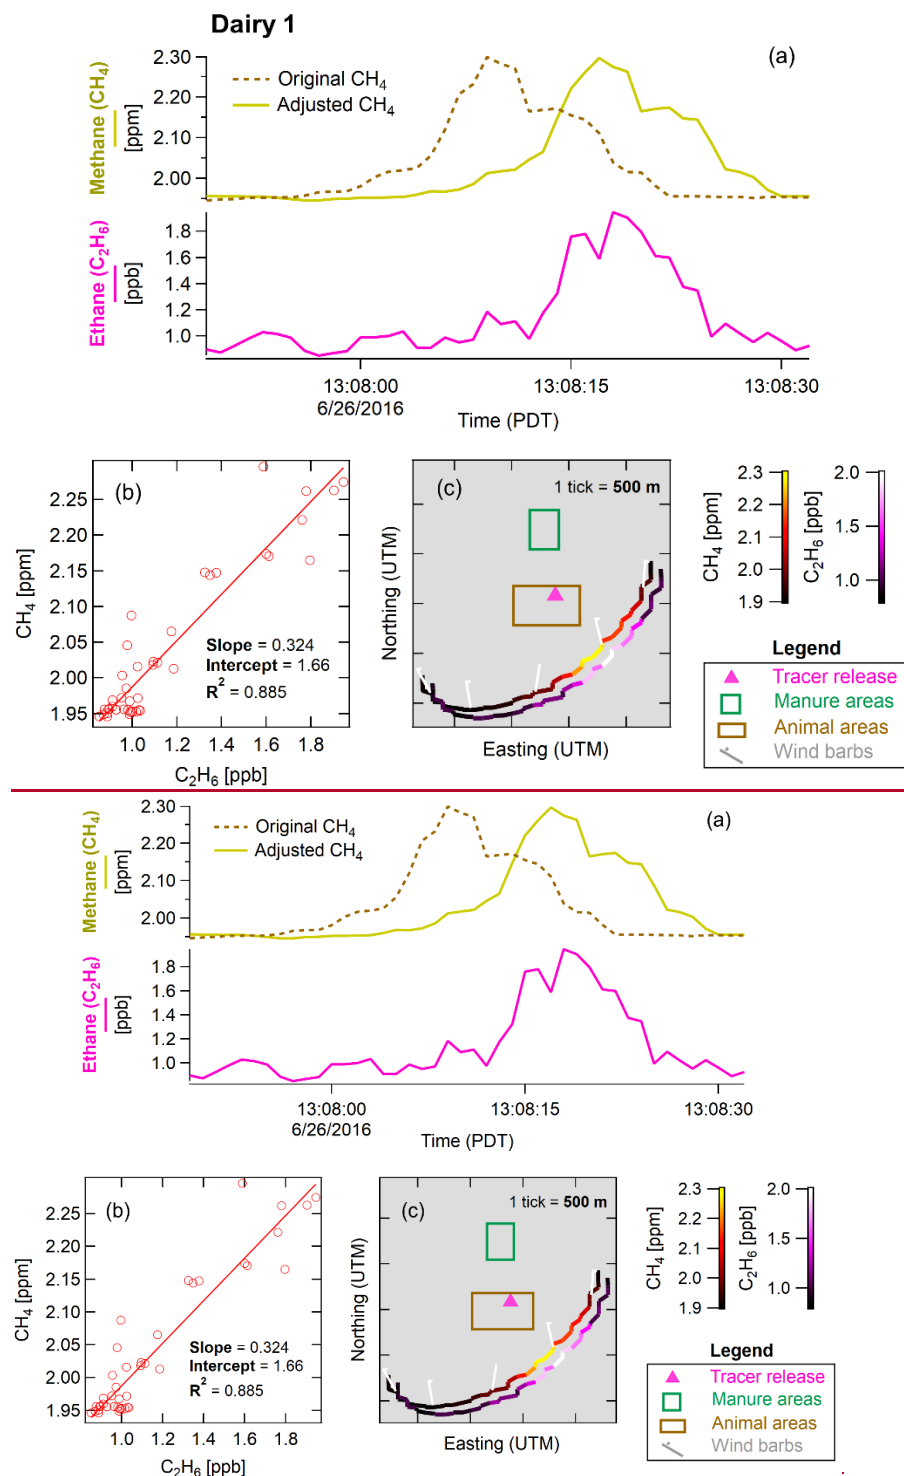 Dairy 1
(a)
Methane (CH4)
[ppm]
2.30
2.20
2.10
2.00
Original CH4
Adjusted CH4
Ethane (C2H6)
[ppb]
1.8
1.6
1.4
1.2
1.0
13:08:00
13:08:15
13:08:30
6/26/2016
Time (PDT)
(b)
CH4 [ppm]
2.25
2.20
2.15
2.10
2.05
2.00
1.95
Slope = 0.324
Intercept = 1.66
R2 = 0.885
1.0 1.2 1.4 1.6 1.8
C2H6 [ppb]
(c)
1 tick = 500 m
Northing (UTM)
Easting (UTM)
CH4 [ppm]
2.3
2.2
2.1
2.0
1.9
C2H6 [ppb]
2.0
1.5
1.0
Legend
Tracer release
Manure areas
Animal areas
Wind barbs
(a)
Methane (CH4)
[ppm]
2.30
2.20
2.10
2.00
Original CH4
Adjusted CH4
Ethane (C2H6)
[ppb]
1.8
1.6
1.4
1.2
1.0
13:08:00
13:08:15
13:08:30
6/26/2016
Time (PDT)
(b)
CH4 [ppm]
2.25
2.20
2.15
2.10
2.05
2.00
1.95
Slope = 0.324
Intercept = 1.66
R2 = 0.885
1.0 1.2 1.4 1.6 1.8
C2H6 [ppb]
(c)
1 tick = 500 m
Northing (UTM)
Easting (UTM)
CH4 [ppm]
2.3
2.2
2.1
2.0
1.9
C2H6 [ppb]
2.0
1.5
1.0
Legend
Tracer release
Manure areas
Animal areas
Wind barbs